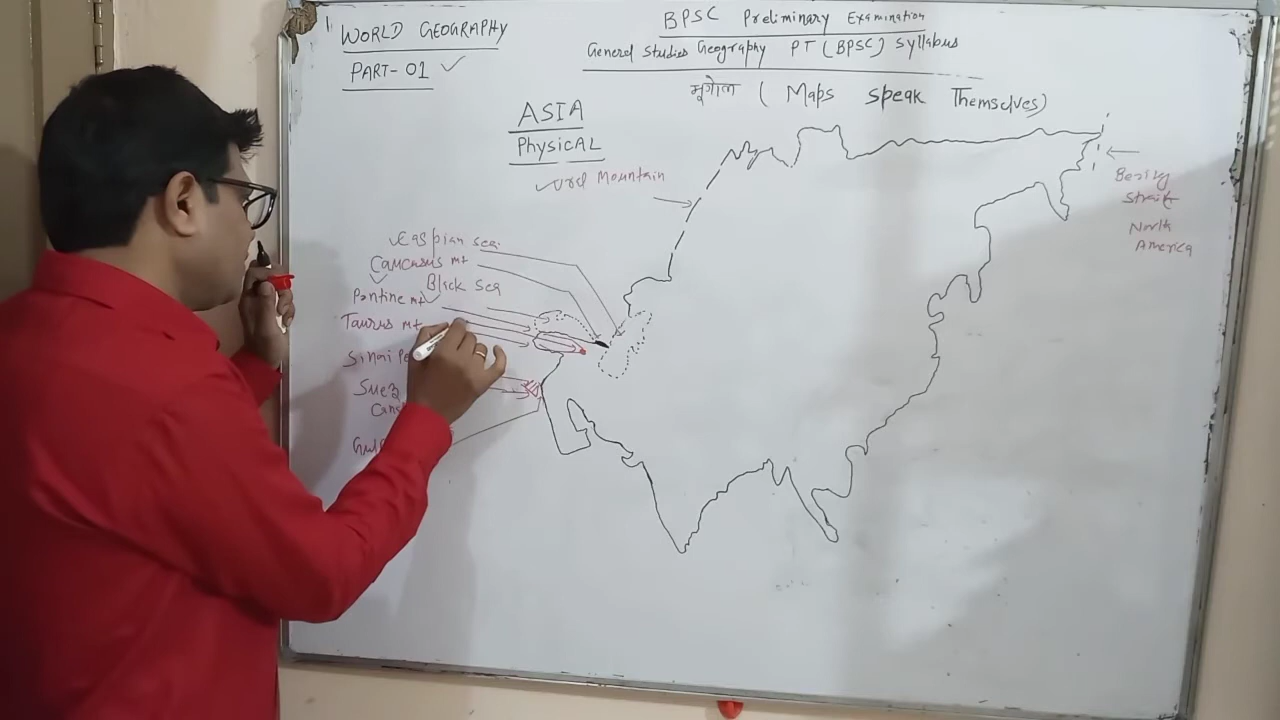 WORLD GEOGRAPHY
PART-01
BPSC Preliminary Examination
General Studies Geography PT (BPSC) Syllabus
भूगोल ( Maps speak Themselves)
ASIA
PhysicAL
Ural Mountain
Bering
Strait
North
America
Caspian sea
Caucasus mt
Black sea
Pontine mt
Taurus mt
Sinai
Suez